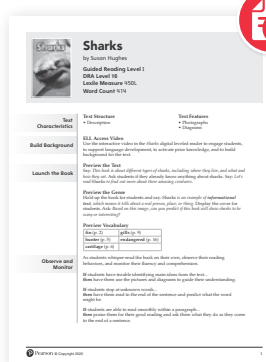 Sharks
Sharks
by Susan Hughes
Guided Reading Level I
DRA Level 16
Lexile Measure 450L
Word Count 414
Text Characteristics
Text Structure
• Description
Text Features
• Photographs
• Diagrams
Build Background
ELL Access Video
Use the interactive video in the Sharks digital leveled reader to engage students,
to support language development, to activate prior knowledge, and to build
background for the text.
Launch the Book
Preview the Text
Say: This book is about different types of sharks, including where they live, and what and
how they eat. Ask students if they already know anything about sharks. Say: Let's
read Sharks to find out more about these amazing creatures.
Preview the Genre
Hold up the book for students and say: Sharks is an example of informational
text, which means it tells about a real person, place, or thing. Display the cover for
students. Ask: Based on this image, can you predict if this book will show sharks to be
scary or interesting?
Preview Vocabulary
fin (p. 2) gills (p. 9)
hunter (p. 5) endangered (p. 16)
cartilage (p. 6)
Observe and Monitor
As students whisper-read the book on their own, observe their reading
behaviors, and monitor their fluency and comprehension.
If students have trouble identifying main ideas from the text...
then have them use the pictures and diagrams to guide their understanding.
If students stop at unknown words...
then have them read to the end of the sentence and predict what the word
might be.
If students are able to read smoothly within a paragraph...
then praise them for their good reading and ask them what they do as they come
to the end of a sentence.
Pearson © Copyright 2020
1